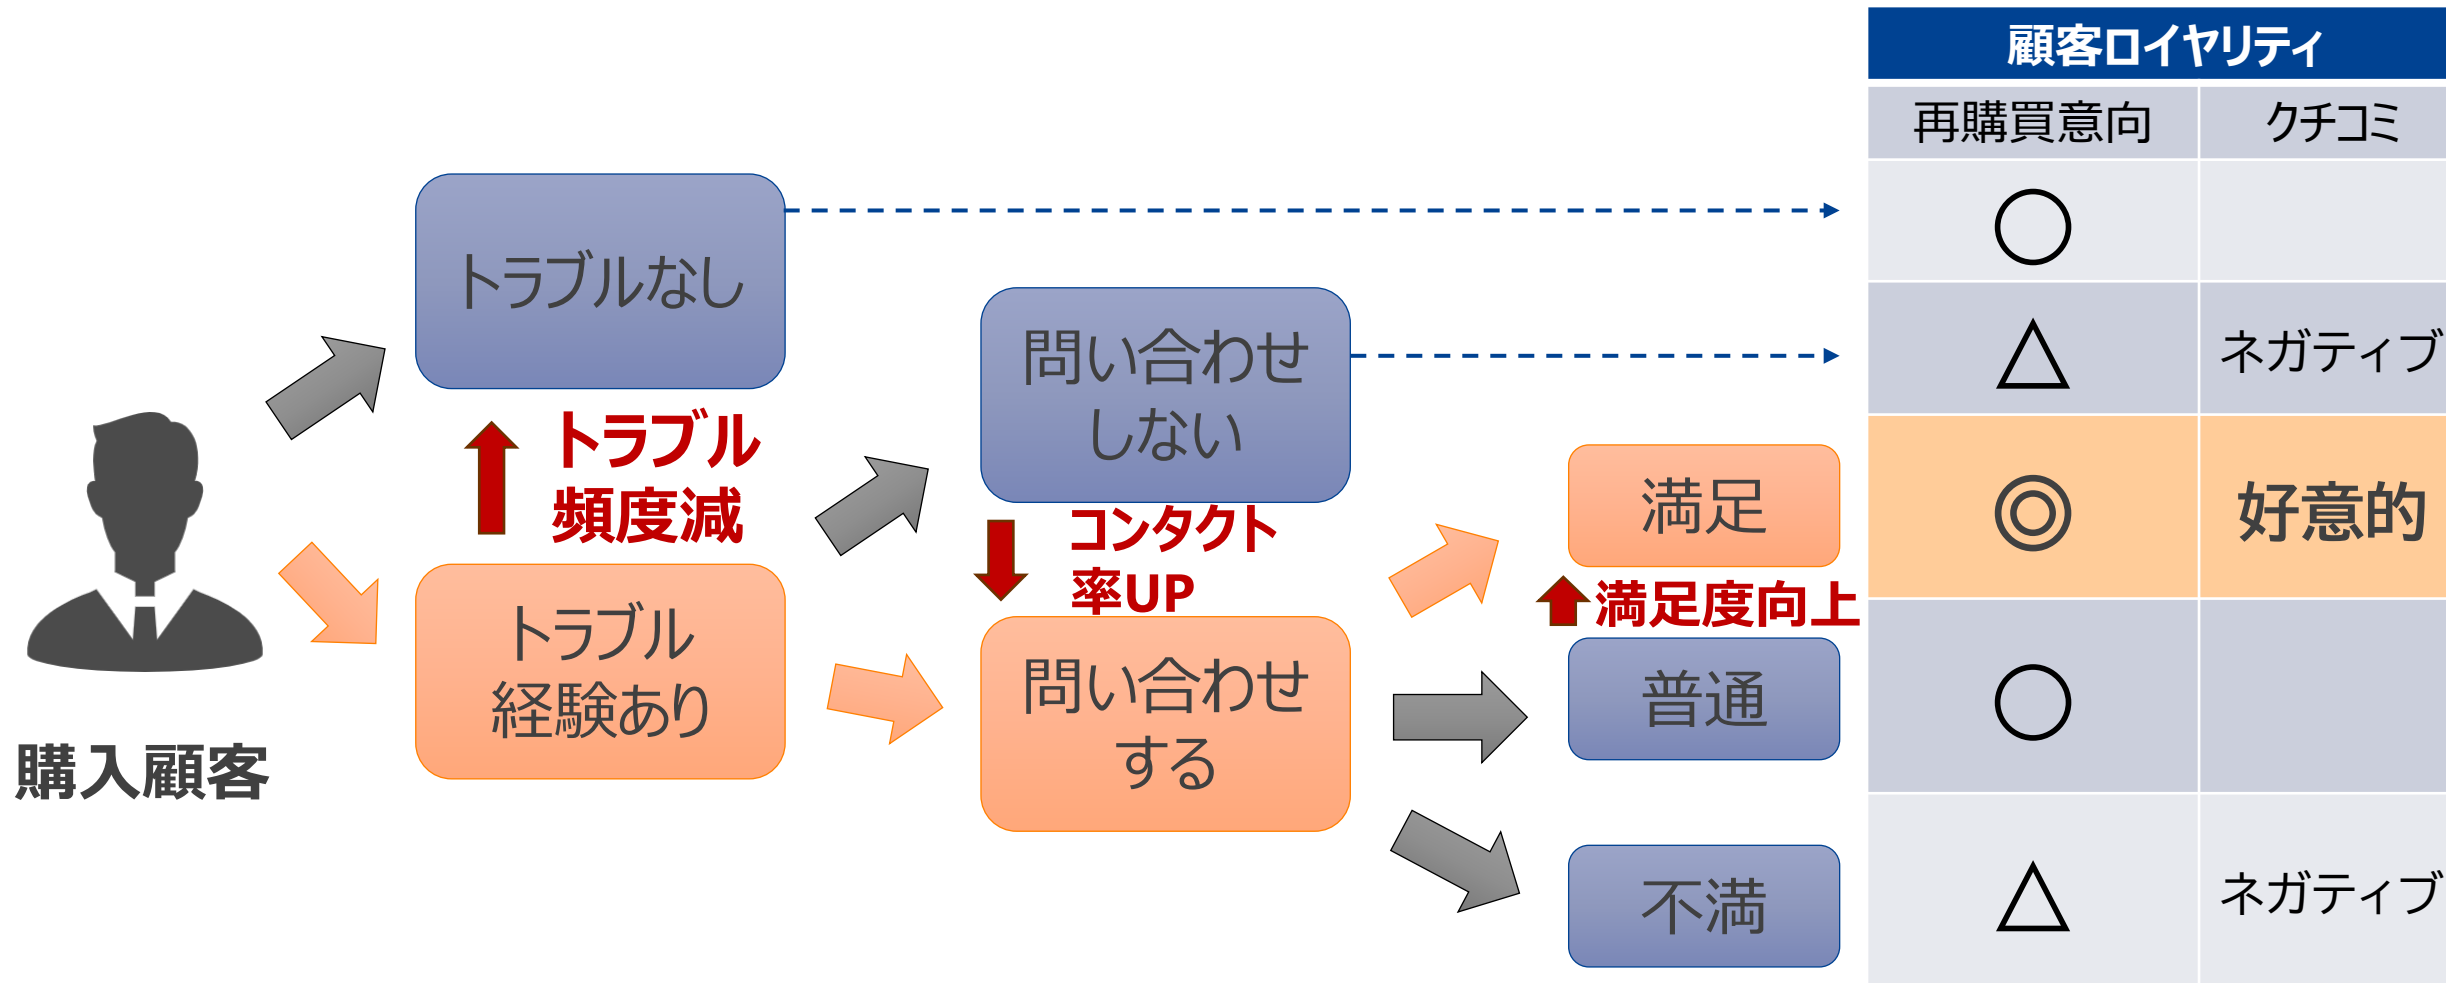 顧客ロイヤリティ
再購買意向 クチコミ
トラブルなし
○
問い合わせ
しない
△ ネガティブ
トラブル
頻度減
コンタクト
率UP
満足
◎ 好意的
満足度向上
トラブル
経験あり
問い合わせ
する
普通
○
購入顧客
不満
△ ネガティブ